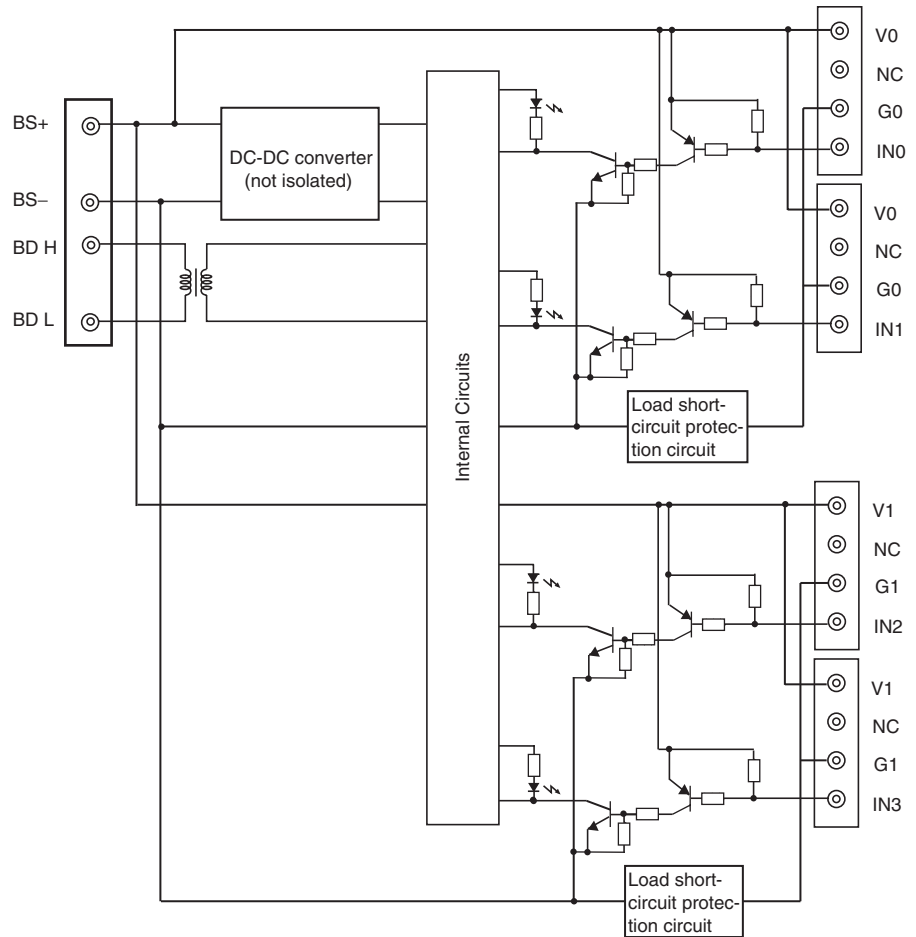 BS+
BS−
BD H
BD L
DC-DC converter
(not isolated)
Internal Circuits
V0
NC
G0
IN0
V0
NC
G0
IN1
Load short-
circuit protec-
tion circuit
V1
NC
G1
IN2
V1
NC
G1
IN3
Load short-
circuit protec-
tion circuit